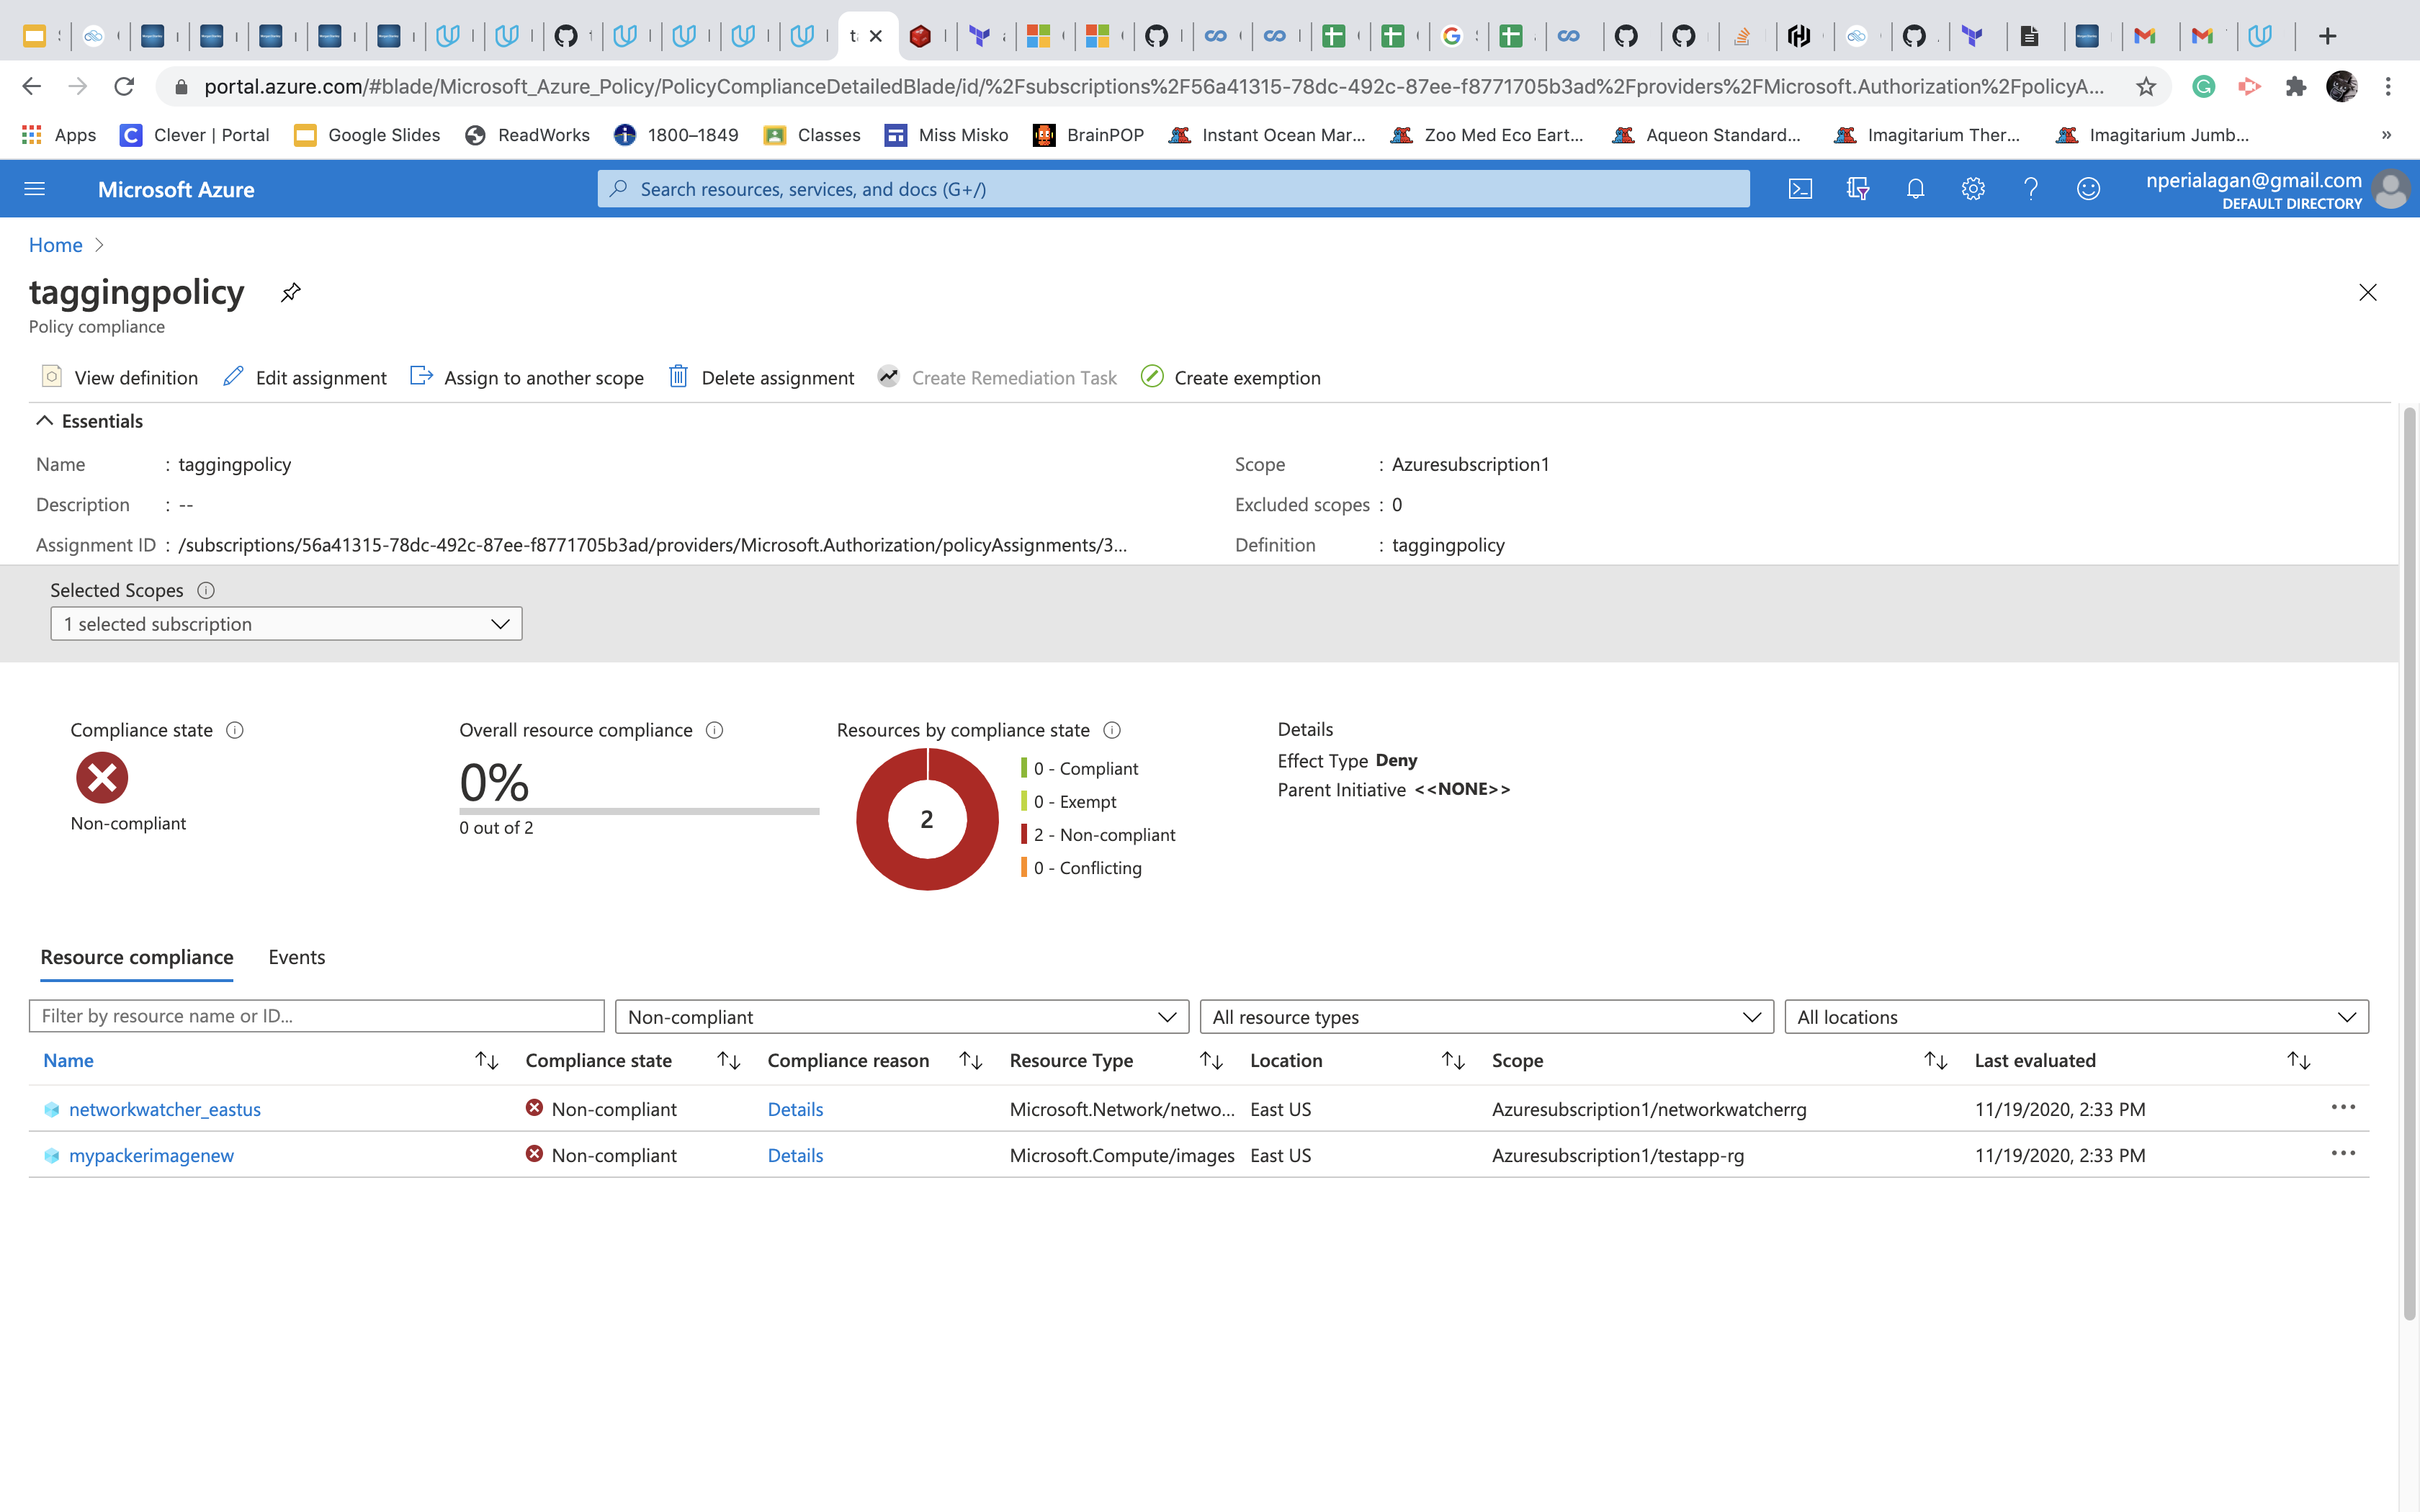 portal.azure.com/#blade/Microsoft_Azure_Policy/PolicyComplianceDetailedBlade/id/%2Fsubscriptions%2F56a41315-78dc-492c-87ee-f8771705b3ad%2Fproviders%2FMicrosoft.Authorization%2FpolicyA...
Apps Clever | Portal Google Slides ReadWorks 1800–1849 Classes Miss Misko BrainPOP Instant Ocean Mar... Zoo Med Eco Eart... Aqueon Standard... Imagitarium Ther... Imagitarium Jumb... »
Microsoft Azure Search resources, services, and docs (G+/) nperialagan@gmail.com
DEFAULT DIRECTORY
Home >
taggingpolicy
Policy compliance
View definition Edit assignment Assign to another scope Delete assignment Create Remediation Task Create exemption
Essentials
Name : taggingpolicy Scope : Azuresubscription1
Description : -- Excluded scopes : 0
Assignment ID : /subscriptions/56a41315-78dc-492c-87ee-f8771705b3ad/providers/Microsoft.Authorization/policyAssignments/3... Definition : taggingpolicy
Selected Scopes
1 selected subscription
Compliance state Overall resource compliance Resources by compliance state Details
Non-compliant
0%
0 out of 2
2
0 - Compliant
0 - Exempt
2 - Non-compliant
0 - Conflicting
Effect Type Deny
Parent Initiative <<NONE>>
Resource compliance Events
Filter by resource name or ID... Non-compliant All resource types All locations
Name Compliance state Compliance reason Resource Type Location Scope Last evaluated
networkwatcher_eastus Non-compliant Details Microsoft.Network/netwo... East US Azuresubscription1/networkwatcherrg 11/19/2020, 2:33 PM
mypackerimagenew Non-compliant Details Microsoft.Compute/images East US Azuresubscription1/testapp-rg 11/19/2020, 2:33 PM